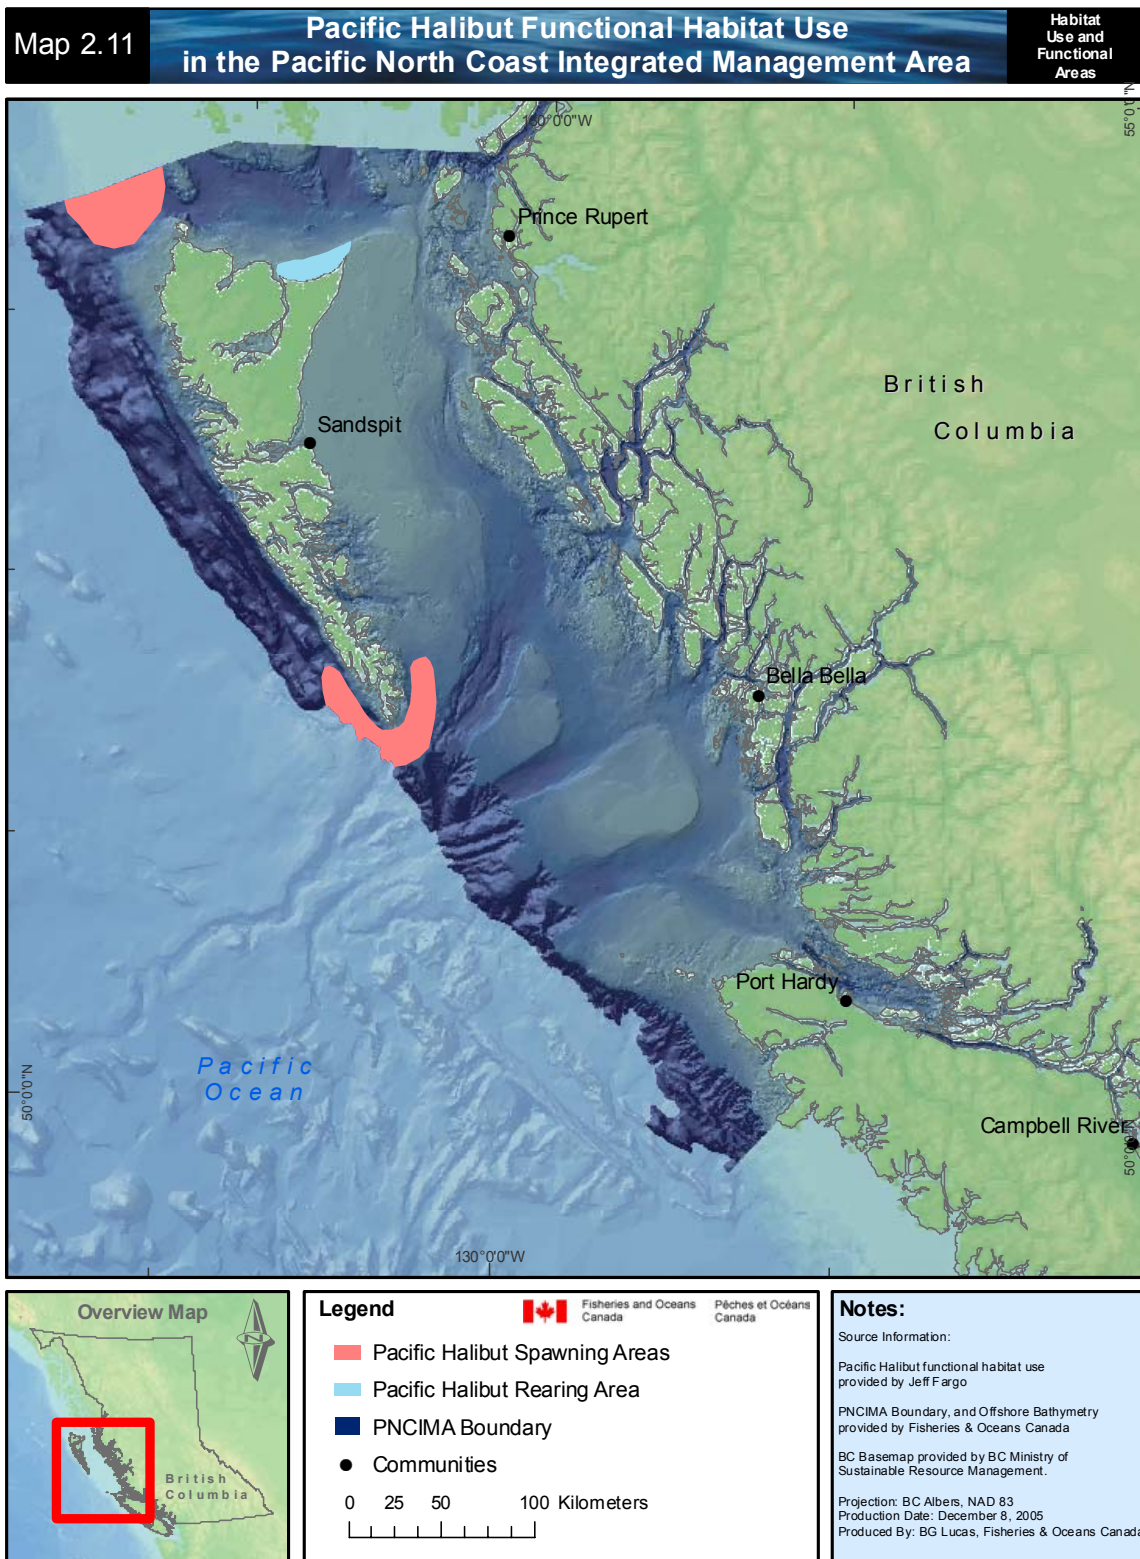 Map 2.11
Pacific Halibut Functional Habitat Use
in the Pacific North Coast Integrated Management Area
Habitat
Use and
Functional
Areas
130°0'0"W
55°0'0"N
Prince Rupert
British
Columbia
Sandspit
Bella Bella
Port Hardy
Pacific
Ocean
50°0'0"N
Campbell River
50°0'0"N
130°0'0"W
Overview Map
N
British
Columbia
Legend
Fisheries and Oceans
Canada
Pêches et Océans
Canada
Pacific Halibut Spawning Areas
Pacific Halibut Rearing Area
PNCIMA Boundary
Communities
0 25 50 100 Kilometers
Notes:
Source Information:
Pacific Halibut functional habitat use
provided by Jeff Fargo
PNCIMA Boundary, and Offshore Bathymetry
provided by Fisheries & Oceans Canada
BC Basemap provided by BC Ministry of
Sustainable Resource Management.
Projection: BC Albers, NAD 83
Production Date: December 8, 2005
Produced By: BG Lucas, Fisheries & Oceans Canada